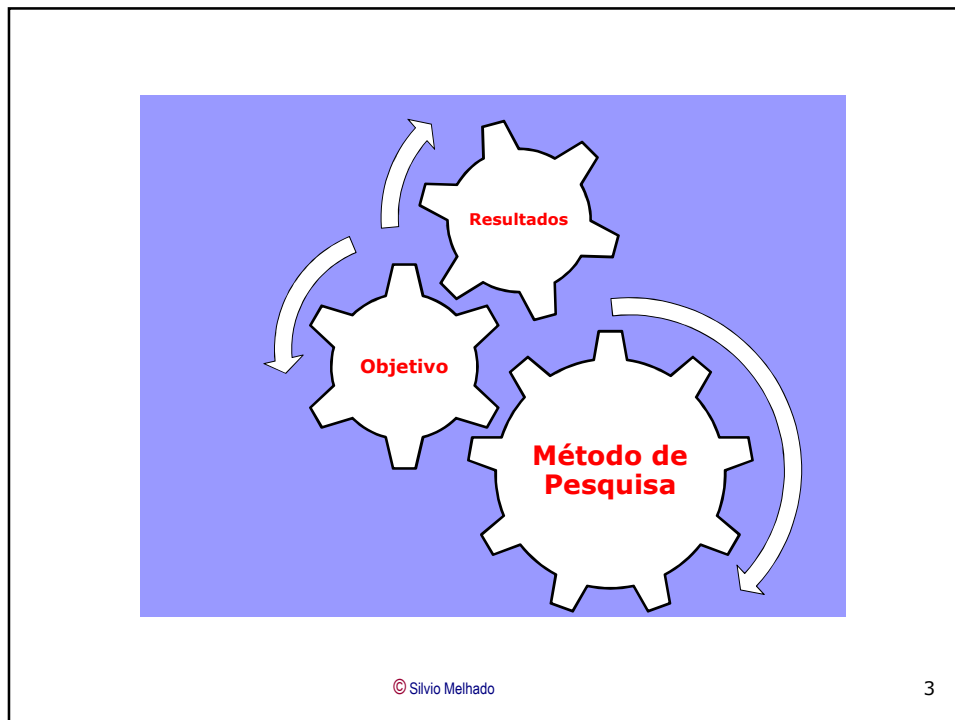 Resultados
Objetivo
Método de
Pesquisa
© Silvio Melhado
3